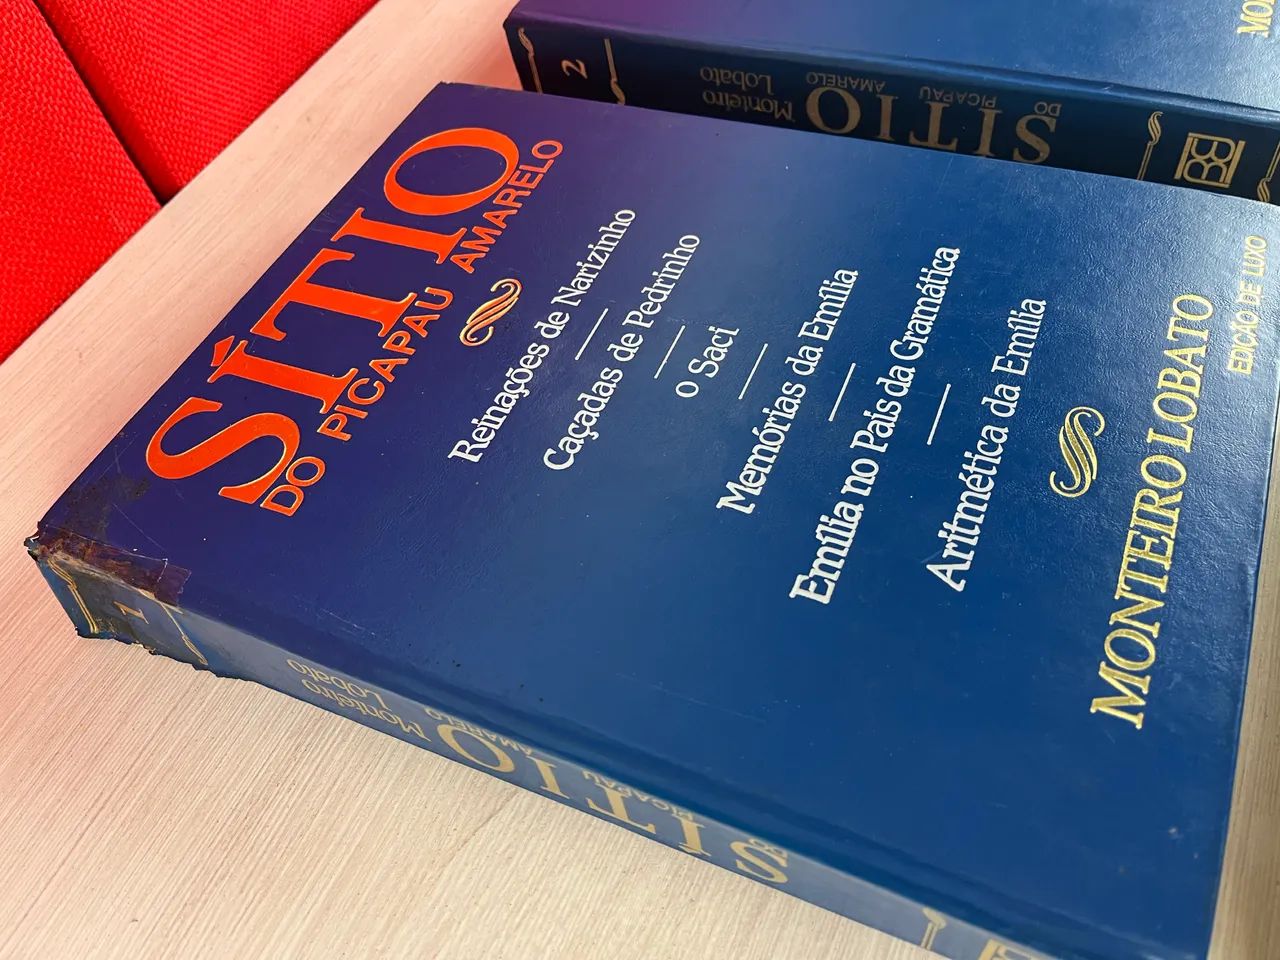 SÍTIO
DO PICAPAU AMARELO
Reinações de Narizinho
Caçadas de Pedrinho
O Saci
Memórias da Emília
Emília no País da Gramática
Aritmética da Emília
MONTEIRO LOBATO
EDIÇÃO DE LUXO
1
Monteiro
Lobato
SÍTIO
DO
PICAPAU
AMARELO
2
Monteiro
Lobato
SÍTIO
DO
PICAPAU
AMARELO